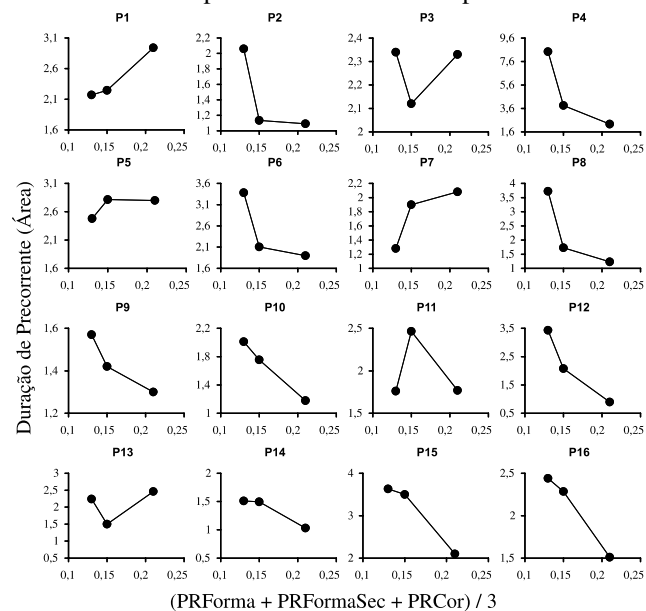 P1 P2 P3 P4
3,1 2,2 2,4 9,6
2,6 2 2,3 7,6
1,8 2,2 5,6
2,1 1,6 2,2 3,6
1,4 2,1
1,2
1,6 1 2 1,6
0,1 0,15 0,2 0,25 0,1 0,15 0,2 0,25 0,1 0,15 0,2 0,25 0,1 0,15 0,2 0,25
P5 P6 P7 P8
3,1 3,6 2,2 4
2,6 3,1 2 3,5
2,6 1,8 3
2,1 2,1 1,6 2,5
1,4 2
1,2 1,5
1,6 1,6 1 1
0,1 0,15 0,2 0,25 0,1 0,15 0,2 0,25 0,1 0,15 0,2 0,25 0,1 0,15 0,2 0,25
Duração de Precorrente (Área)
P9 P10 P11 P12
1,6 2,2 2,5 3,5
1,8 3
1,4 2 2,5
1,4 2
1,5
1
1,2 1 1,5 0,5
0,1 0,15 0,2 0,25 0,1 0,15 0,2 0,25 0,1 0,15 0,2 0,25 0,1 0,15 0,2 0,25
P13 P14 P15 P16
3 2 4 2,5
2,5 1,5
2 3 2
1,5 1
1
0,5 0,5 2 1,5
0,1 0,15 0,2 0,25 0,1 0,15 0,2 0,25 0,1 0,15 0,2 0,25 0,1 0,15 0,2 0,25
(PRForma + PRFormaSec + PRCor) / 3